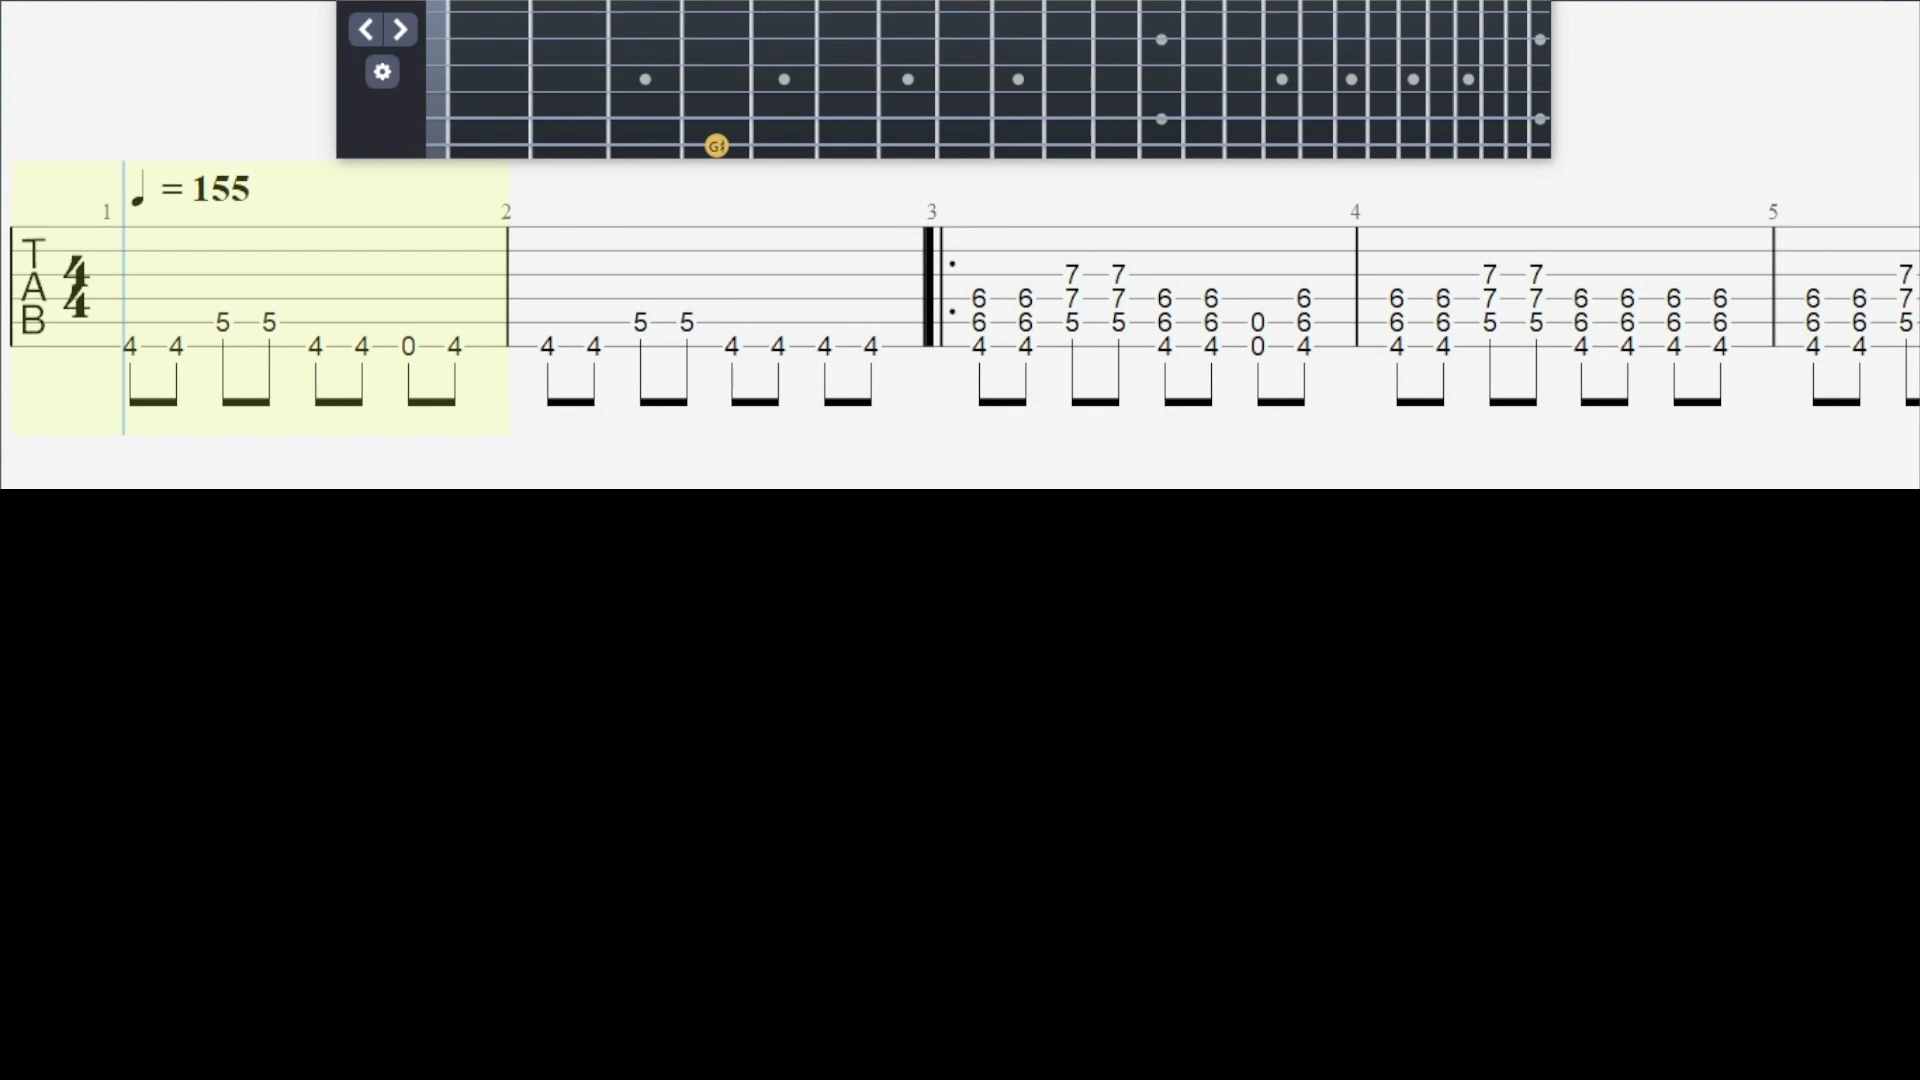 G♯
♩ = 155
1 2 3 4 5
T
A
B
4
4
7 7 7 7 7
6 6 7 7 6 6 6 6 6 7 7 6 6 6 6 6 6 7
5 5 5 5 6 6 5 5 6 6 0 6 6 6 5 5 6 6 6 6 6 6 5
4 4 4 4 0 4 4 4 4 4 4 4 4 4 4 4 0 4 4 4 4 4 4 4 4 4